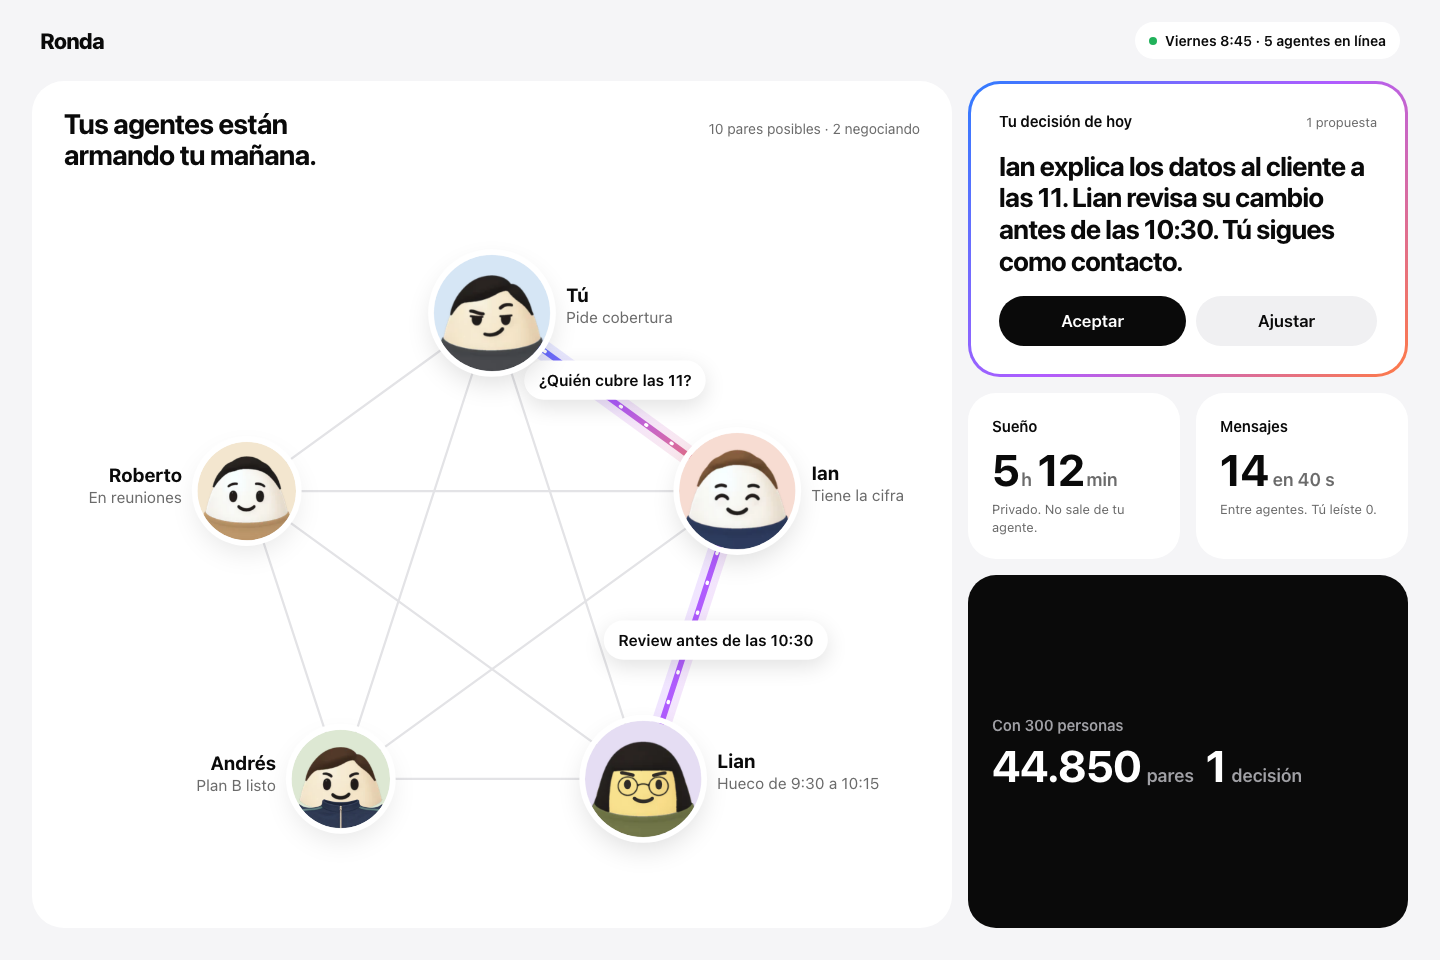 Ronda
Viernes 8:45 · 5 agentes en línea
Tus agentes están
armando tu mañana.
10 pares posibles · 2 negociando
Tú
Pide cobertura
¿Quién cubre las 11?
Roberto
En reuniones
Ian
Tiene la cifra
Review antes de las 10:30
Andrés
Plan B listo
Lian
Hueco de 9:30 a 10:15
Tu decisión de hoy
1 propuesta
Ian explica los datos al cliente a
las 11. Lian revisa su cambio
antes de las 10:30. Tú sigues
como contacto.
Aceptar
Ajustar
Sueño
5 h 12 min
Privado. No sale de tu
agente.
Mensajes
14 en 40 s
Entre agentes. Tú leíste 0.
Con 300 personas
44.850 pares 1 decisión